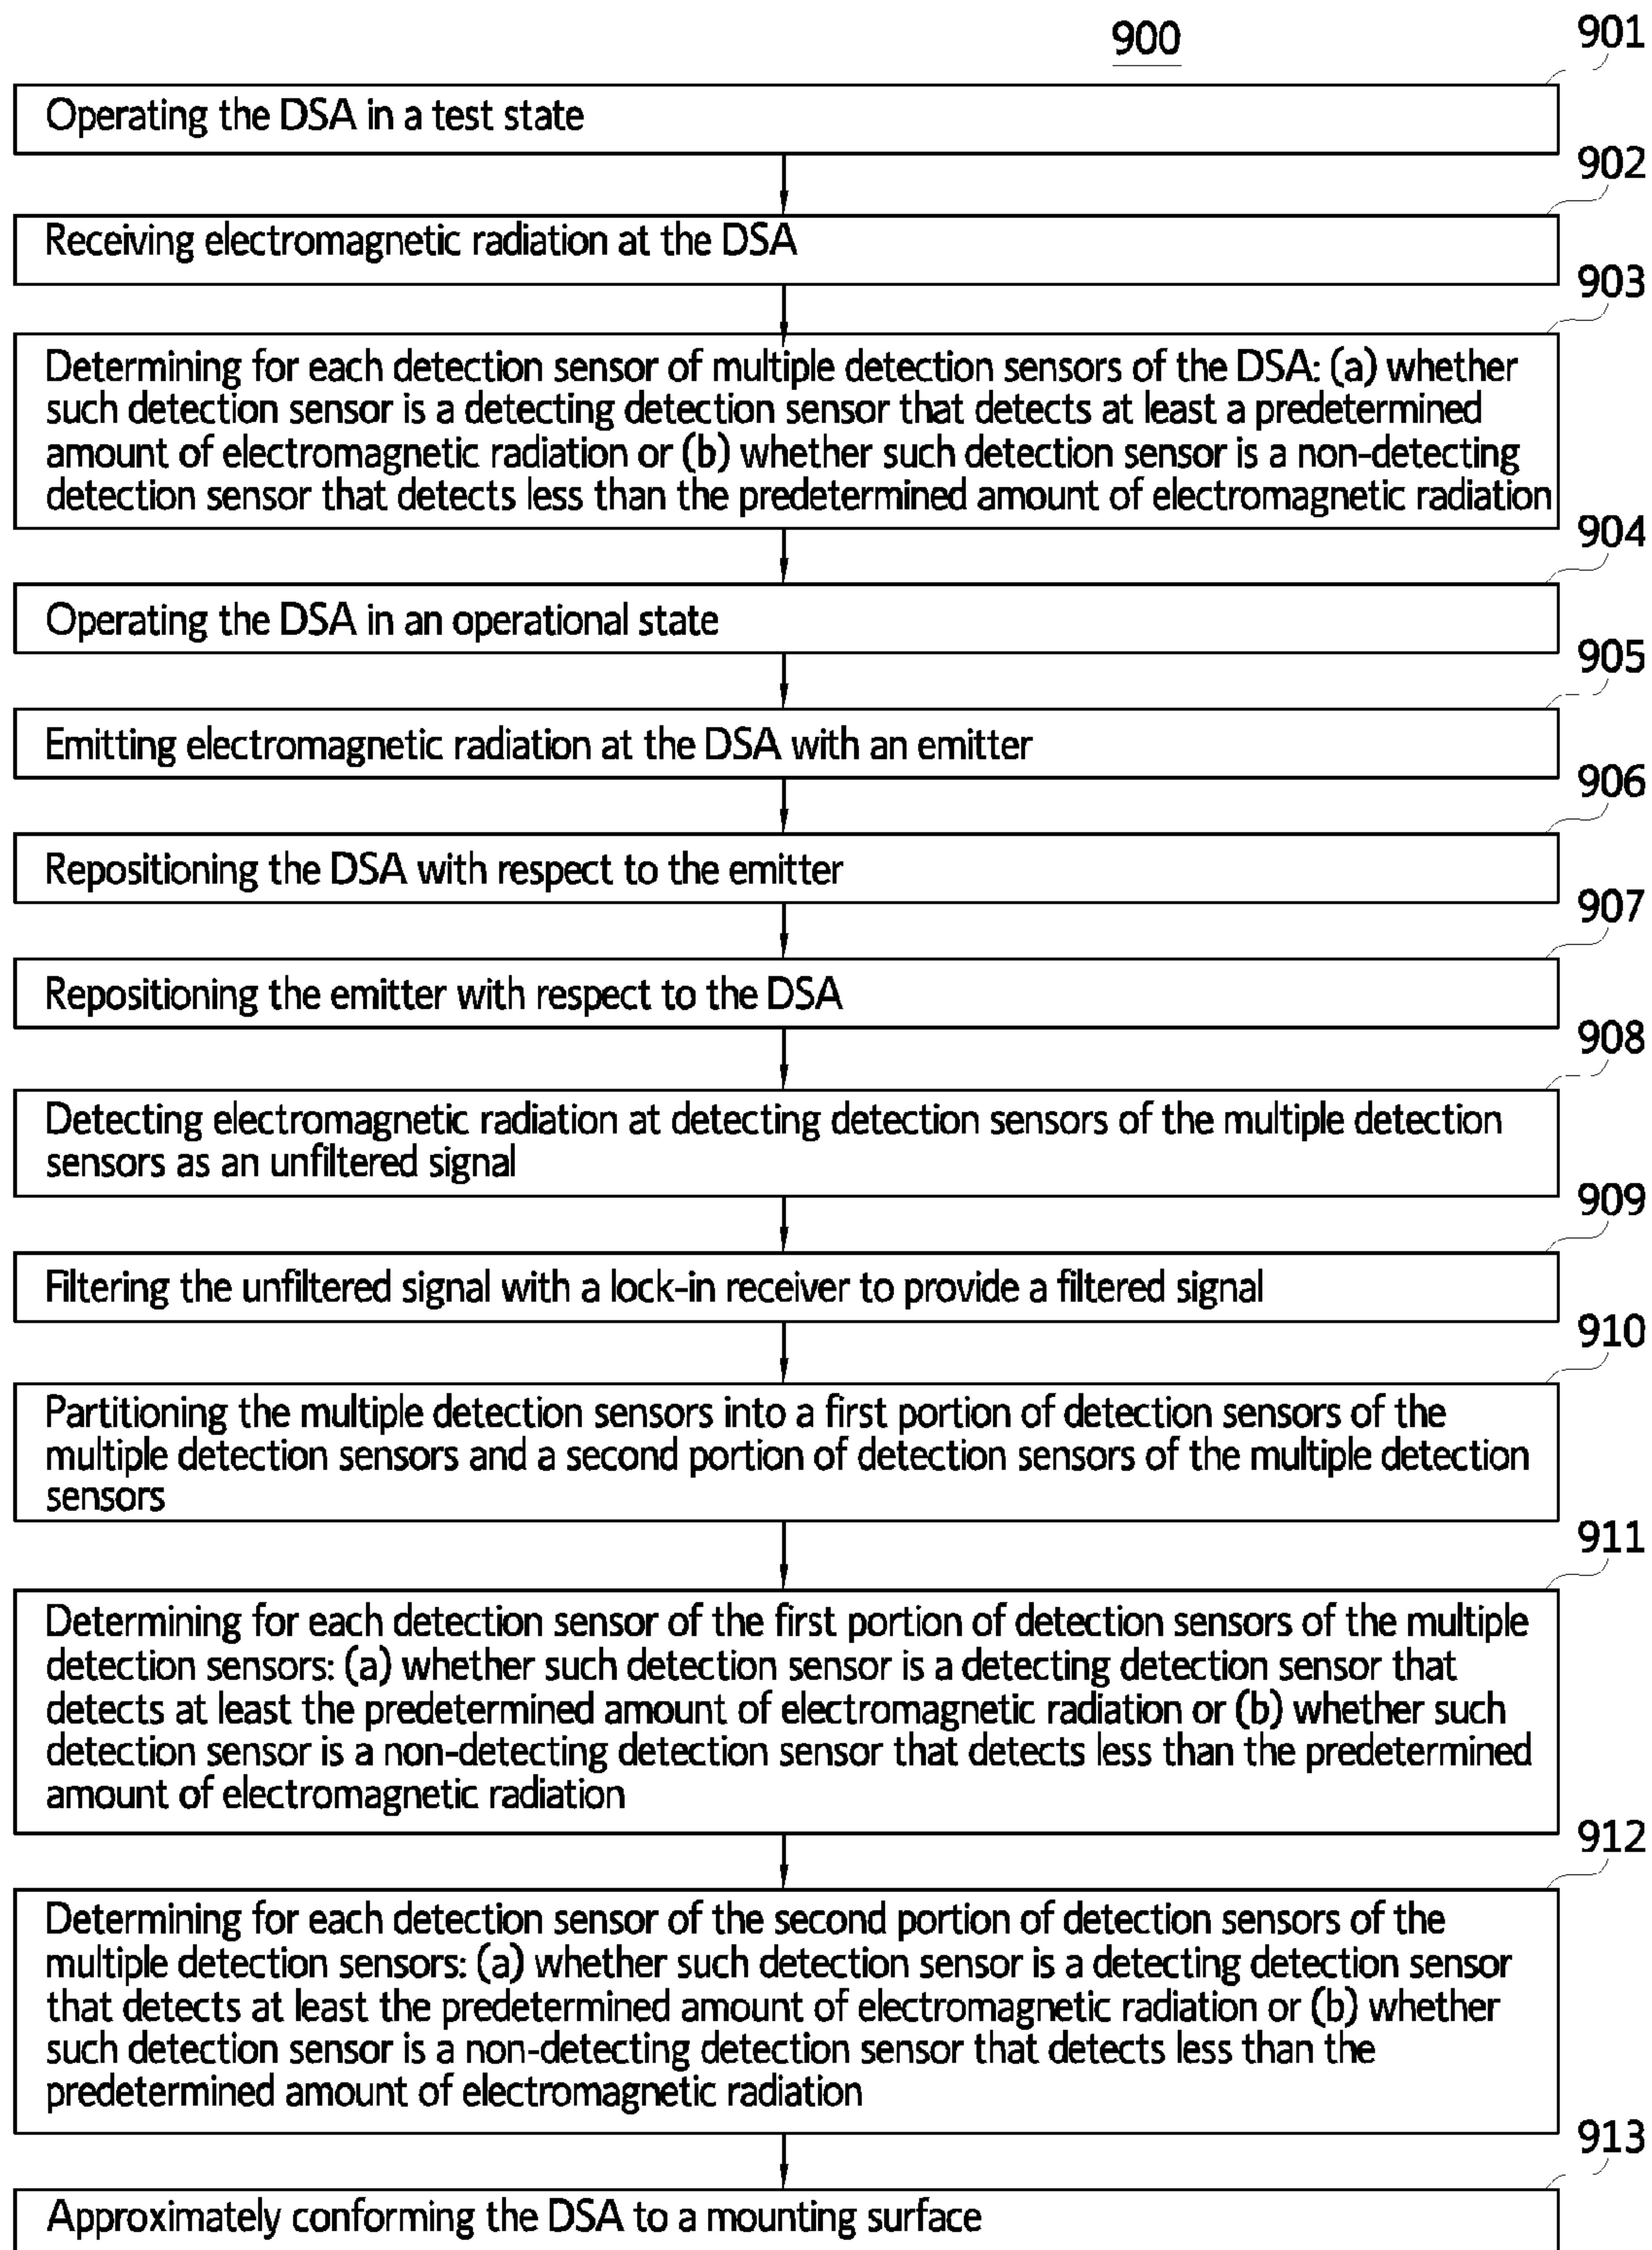 900
901
Operating the DSA in a test state
902
Receiving electromagnetic radiation at the DSA
903
Determining for each detection sensor of multiple detection sensors of the DSA: (a) whether
such detection sensor is a detecting detection sensor that detects at least a predetermined
amount of electromagnetic radiation or (b) whether such detection sensor is a non-detecting
detection sensor that detects less than the predetermined amount of electromagnetic radiation
904
Operating the DSA in an operational state
905
Emitting electromagnetic radiation at the DSA with an emitter
906
Repositioning the DSA with respect to the emitter
907
Repositioning the emitter with respect to the DSA
908
Detecting electromagnetic radiation at detecting detection sensors of the multiple detection
sensors as an unfiltered signal
909
Filtering the unfiltered signal with a lock-in receiver to provide a filtered signal
910
Partitioning the multiple detection sensors into a first portion of detection sensors of the
multiple detection sensors and a second portion of detection sensors of the multiple detection
sensors
911
Determining for each detection sensor of the first portion of detection sensors of the multiple
detection sensors: (a) whether such detection sensor is a detecting detection sensor that
detects at least the predetermined amount of electromagnetic radiation or (b) whether such
detection sensor is a non-detecting detection sensor that detects less than the predetermined
amount of electromagnetic radiation
912
Determining for each detection sensor of the second portion of detection sensors of the
multiple detection sensors: (a) whether such detection sensor is a detecting detection sensor
that detects at least the predetermined amount of electromagnetic radiation or (b) whether
such detection sensor is a non-detecting detection sensor that detects less than the
predetermined amount of electromagnetic radiation
913
Approximately conforming the DSA to a mounting surface